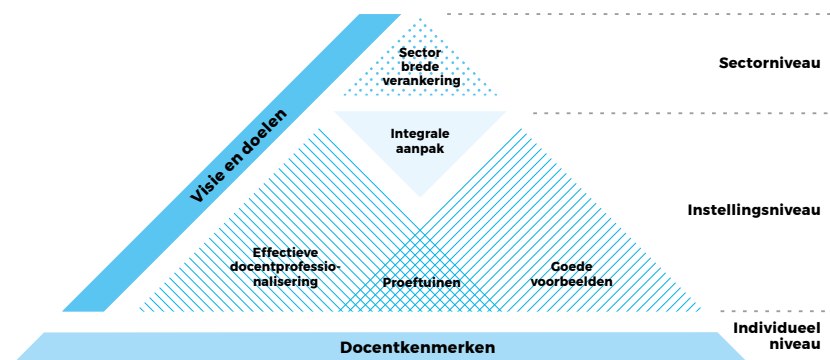 Sector
brede
verankering
Sectorniveau
Visie en doelen
Integrale
aanpak
Instellingsniveau
Effectieve
docentprofessio-
nalisering
Proeftuinen
Goede
voorbeelden
Individueel
niveau
Docentkenmerken